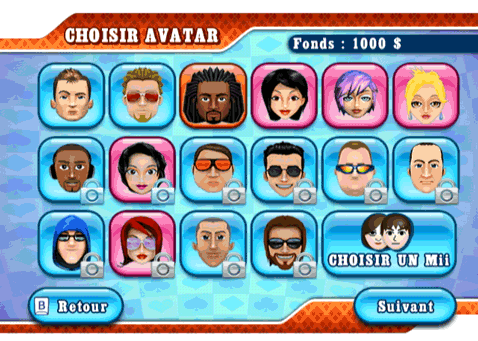 CHOISIR AVATAR
Fonds : 1000 $
CHOISIR UN Mii
B Retour
Suivant